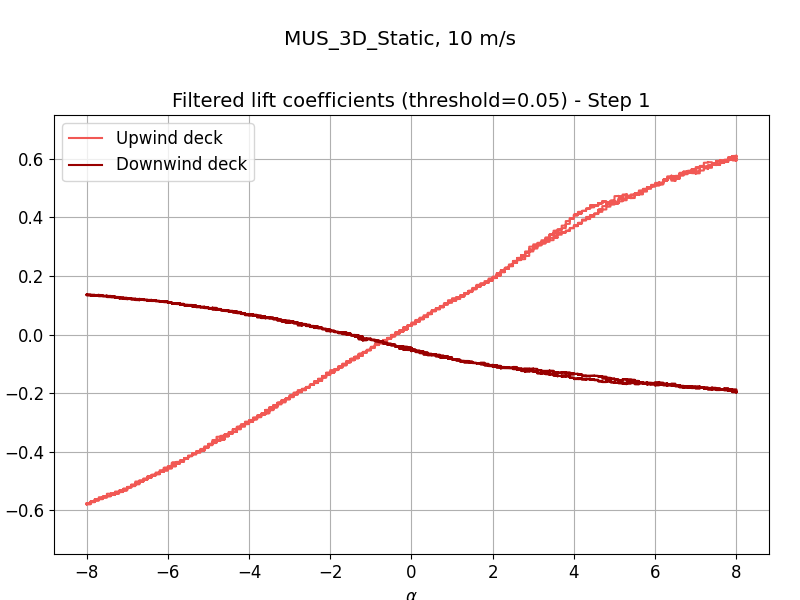 MUS_3D_Static, 10 m/s
Filtered lift coefficients (threshold=0.05) - Step 1
Upwind deck
Downwind deck
0.6
0.4
0.2
0.0
−0.2
−0.4
−0.6
−8 −6 −4 −2 0 2 4 6 8
α